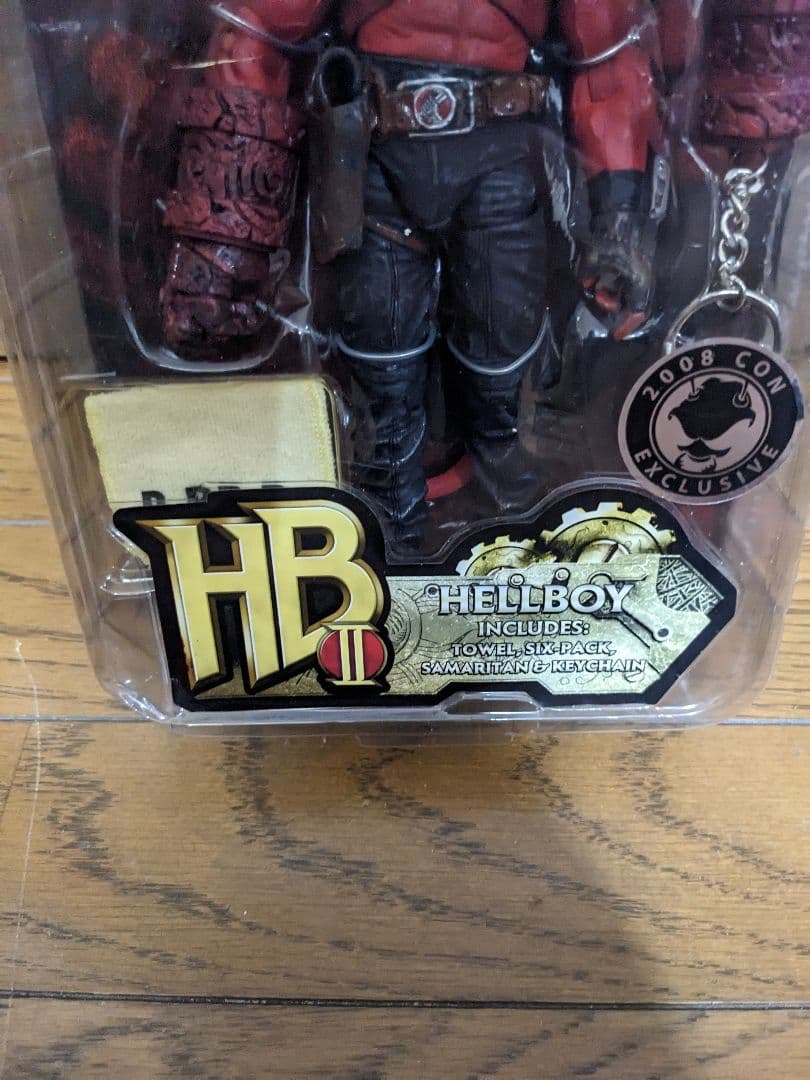 2008 CON
EXCLUSIVE
HB
II
HELLBOY
INCLUDES:
TOWEL, SIX-PACK,
SAMARITAN & KEYCHAIN